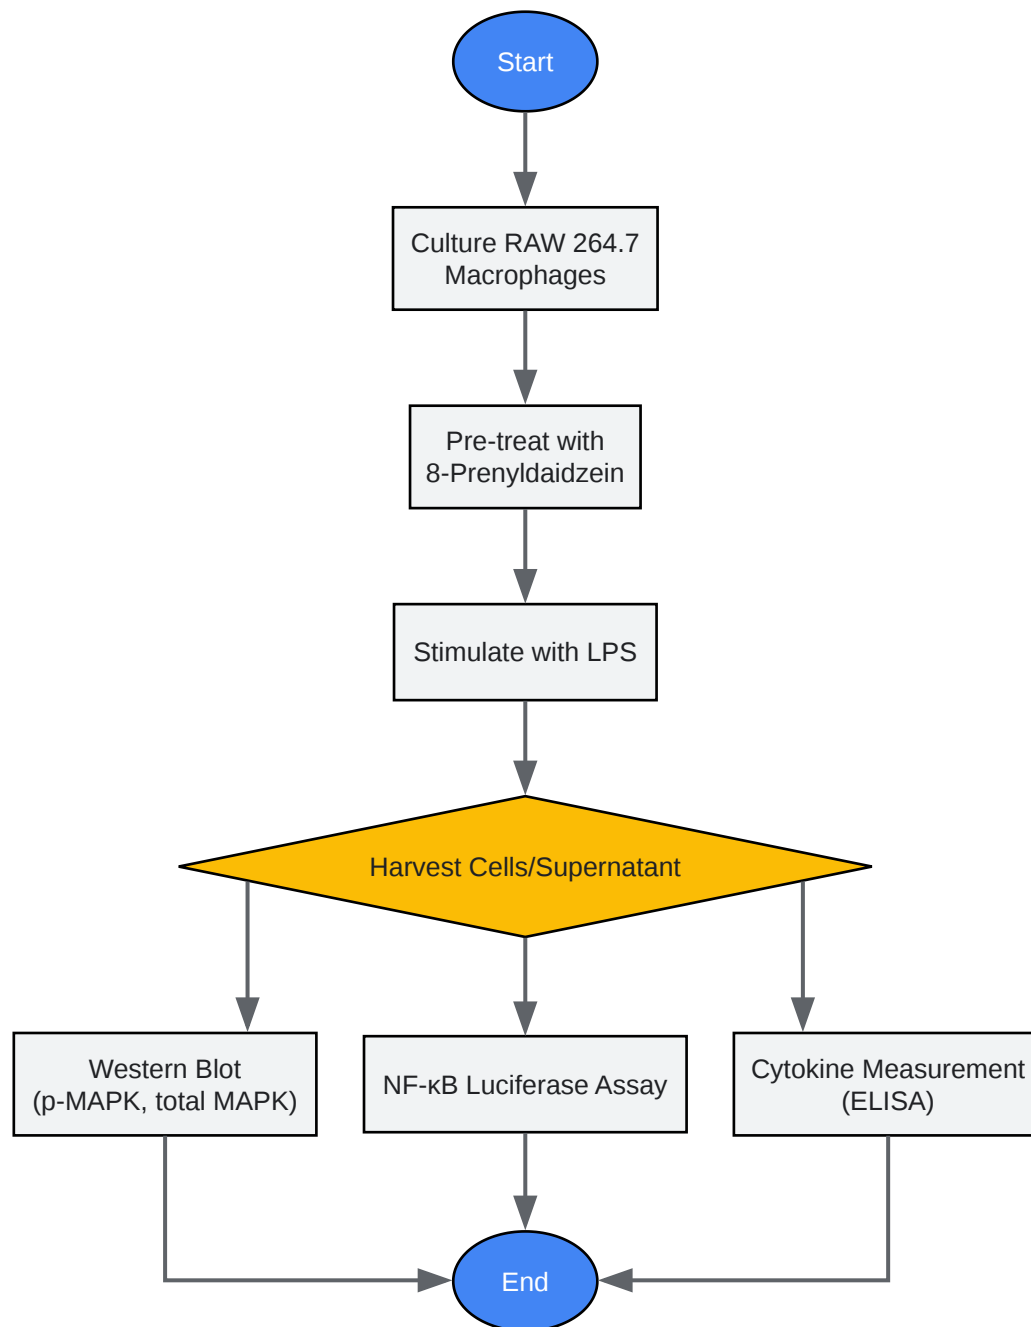 Start
Culture RAW 264.7
Macrophages
Pre-treat with
8-Prenyldaidzein
Stimulate with LPS
Harvest Cells/Supernatant
Western Blot
(p-MAPK, total MAPK)
NF-κB Luciferase Assay
Cytokine Measurement
(ELISA)
End